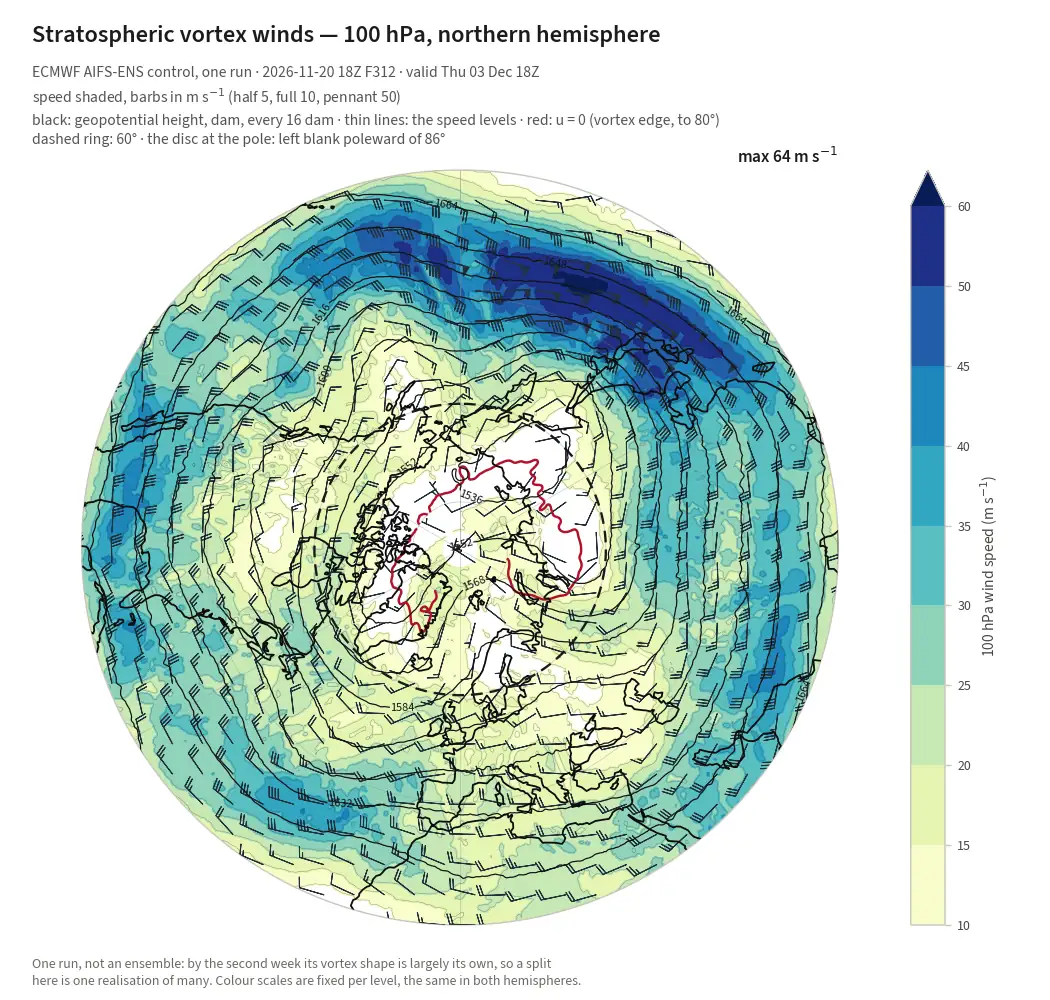 Stratospheric vortex winds — 100 hPa, northern hemisphere
ECMWF AIFS-ENS control, one run · 2026-11-20 18Z F312 · valid Thu 03 Dec 18Z
speed shaded, barbs in m s⁻¹ (half 5, full 10, pennant 50)
black: geopotential height, dam, every 16 dam · thin lines: the speed levels · red: u = 0 (vortex edge, to 80°)
dashed ring: 60° · the disc at the pole: left blank poleward of 86°
max 64 m s⁻¹
1664
1648
1664
1616
1600
1552
1536
1552
1568
1664
1584
1632
60
50
45
40
35
30
25
20
15
10
100 hPa wind speed (m s⁻¹)
One run, not an ensemble: by the second week its vortex shape is largely its own, so a split
here is one realisation of many. Colour scales are fixed per level, the same in both hemispheres.